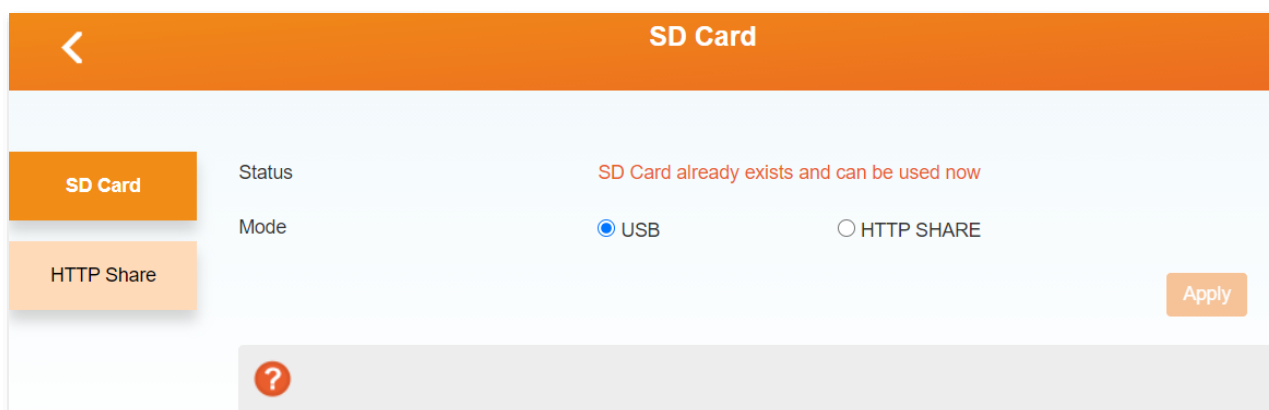 SD Card
SD Card
HTTP Share
Status
SD Card already exists and can be used now
Mode
USB
HTTP SHARE
Apply
?